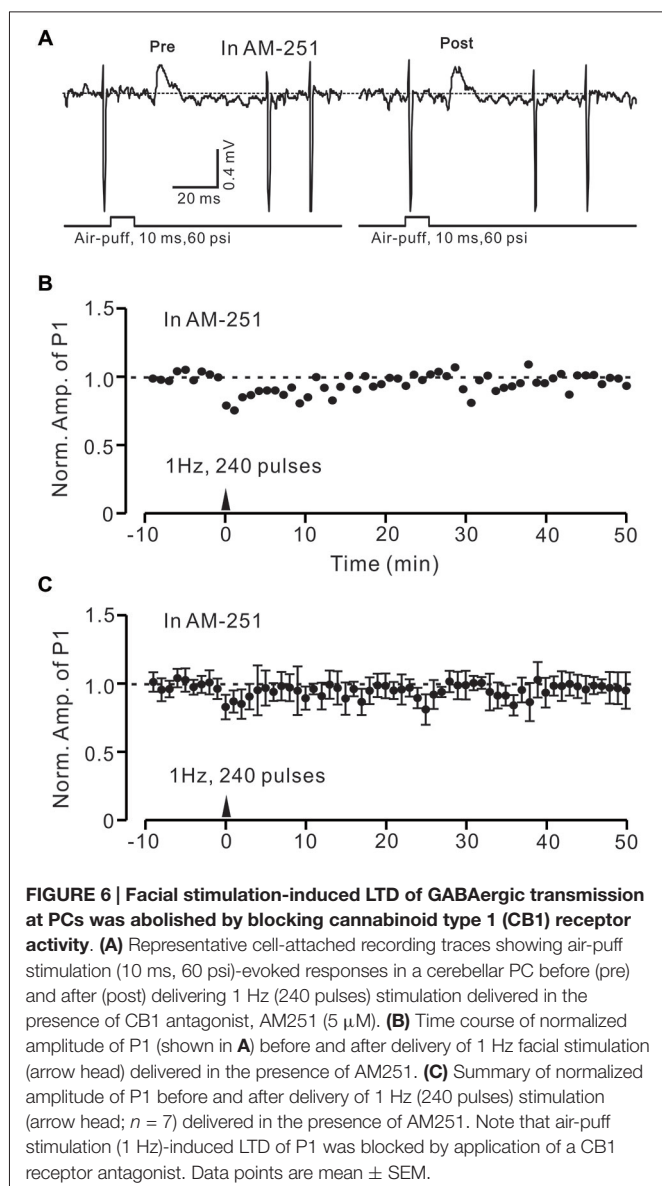 A
Pre
In AM-251
Post
0.4 mV
20 ms
Air-puff, 10 ms,60 psi
Air-puff, 10 ms,60 psi
B
1.5
In AM-251
1.0
0.5
1Hz, 240 pulses
0
-10 0 10 20 30 40 50
Norm. Amp. of P1
Time (min)
C
1.5
In AM-251
1.0
0.5
1Hz, 240 pulses
0
-10 0 10 20 30 40 50
Norm. Amp. of P1
FIGURE 6 | Facial stimulation-induced LTD of GABAergic transmission
at PCs was abolished by blocking cannabinoid type 1 (CB1) receptor
activity. (A) Representative cell-attached recording traces showing air-puff
stimulation (10 ms, 60 psi)-evoked responses in a cerebellar PC before (pre)
and after (post) delivering 1 Hz (240 pulses) stimulation delivered in the
presence of CB1 antagonist, AM251 (5 μM). (B) Time course of normalized
amplitude of P1 (shown in A) before and after delivery of 1 Hz facial stimulation
(arrow head) delivered in the presence of AM251. (C) Summary of normalized
amplitude of P1 before and after delivery of 1 Hz (240 pulses) stimulation
(arrow head; n = 7) delivered in the presence of AM251. Note that air-puff
stimulation (1 Hz)-induced LTD of P1 was blocked by application of a CB1
receptor antagonist. Data points are mean ± SEM.